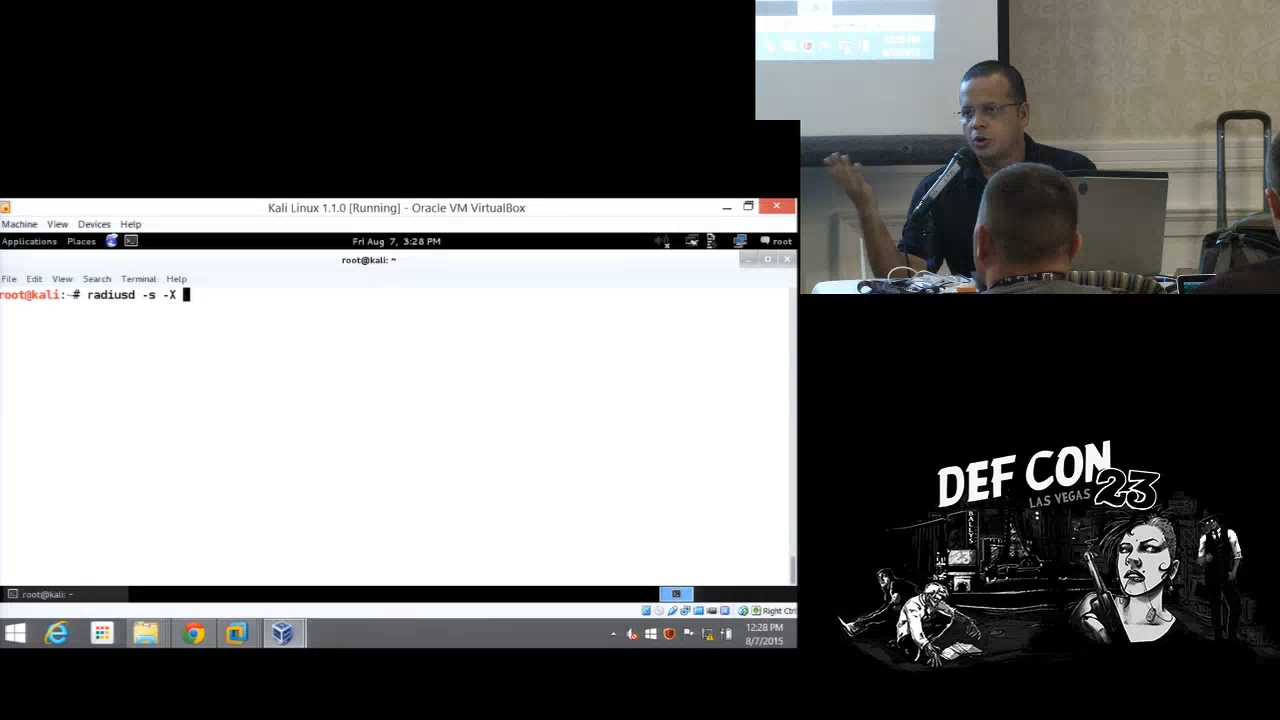 Kali Linux 1.1.0 [Running] - Oracle VM VirtualBox
Machine View Devices Help
Applications Places Fri Aug 7, 3:28 PM root
root@kali: ~
File Edit View Search Terminal Help
root@kali:~# radiusd -s -X
root@kali: ~
Right Ctrl
12:28 PM
8/7/2015
DEF CON
LAS VEGAS 23
BALLYS
23